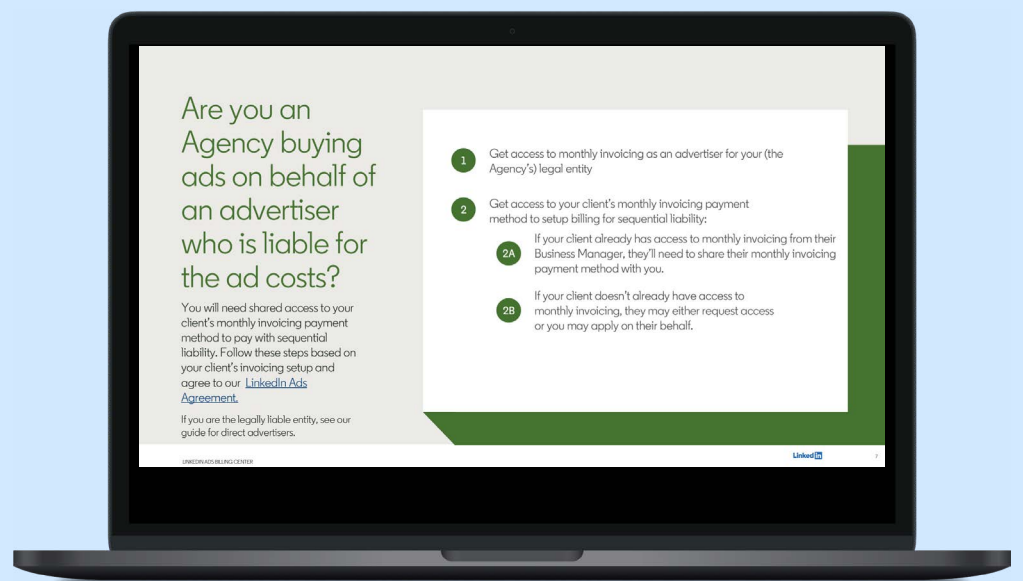 Are you an
Agency buying
ads on behalf of
an advertiser
who is liable for
the ad costs?
You will need shared access to your
client's monthly invoicing payment
method to pay with sequential
liability. Follow these steps based on
your client's invoicing setup and
agree to our LinkedIn Ads
Agreement.
If you are the legally liable entity, see our
guide for direct advertisers.
1
Get access to monthly invoicing as an advertiser for your (the
Agency's) legal entity
2
Get access to your client's monthly invoicing payment
method to setup billing for sequential liability:
2A
If your client already has access to monthly invoicing from their
Business Manager, they'll need to share their monthly invoicing
payment method with you.
2B
If your client doesn't already have access to
monthly invoicing, they may either request access
or you may apply on their behalf.
LINKEDIN ADS BILLING CENTER
LinkedIn